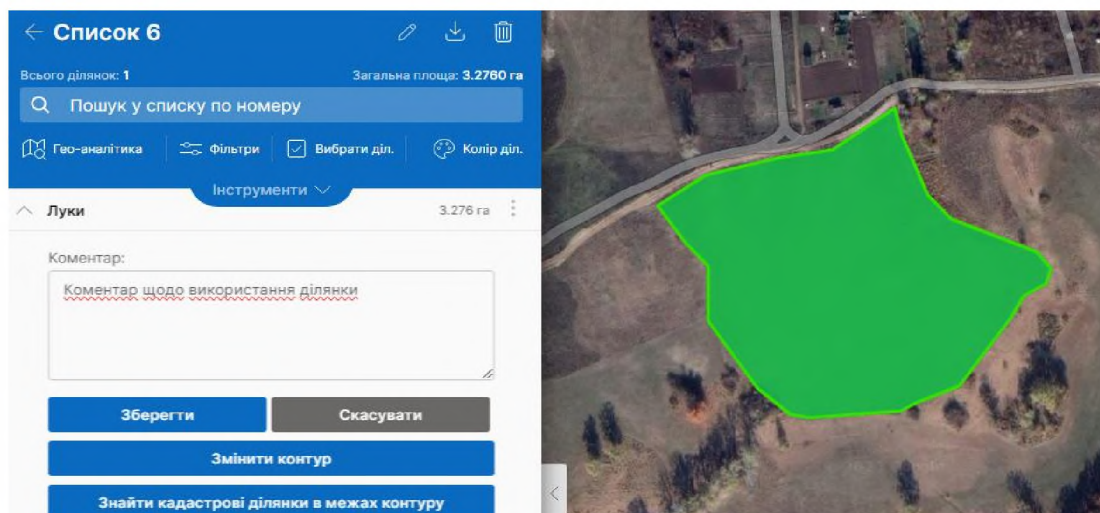 Список 6
Всього ділянок: 1 Загальна площа: 3.2760 га
Пошук у списку по номеру
Гео-аналітика Фільтри Вибрати діл. Колір діл.
Інструменти
Луки 3.276 га
Коментар:
Коментар щодо використання ділянки
Зберегти Скасувати
Змінити контур
Знайти кадастрові ділянки в межах контуру